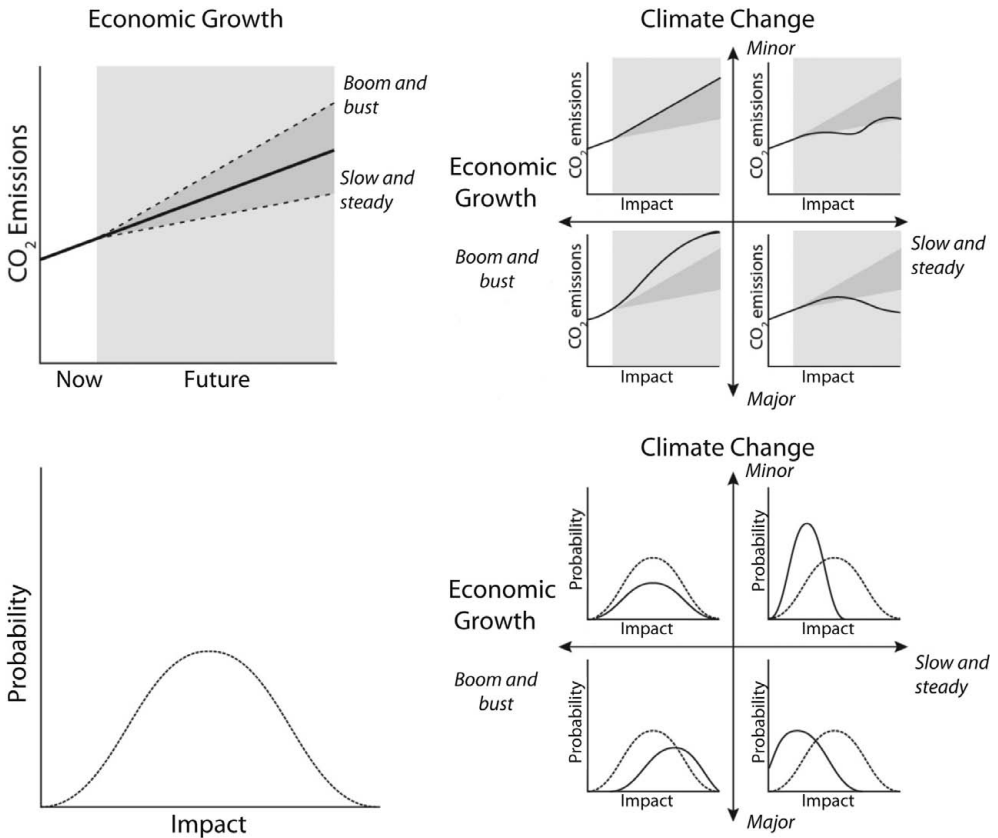 Economic Growth
CO2 Emissions
Boom and
bust
Slow and
steady
Now
Future
Climate Change
Minor
CO2 emissions
Impact
CO2 emissions
Impact
Economic
Growth
Boom and
bust
Slow and
steady
CO2 emissions
Impact
CO2 emissions
Impact
Major
Probability
Impact
Climate Change
Minor
Probability
Impact
Probability
Impact
Economic
Growth
Boom and
bust
Slow and
steady
Probability
Impact
Probability
Impact
Major